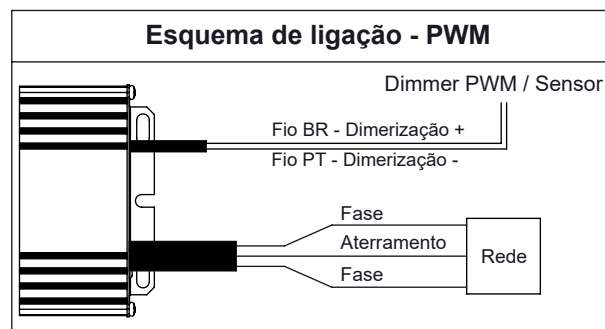 Esquema de ligação - PWM
Dimmer PWM / Sensor
Fio BR - Dimerização +
Fio PT - Dimerização -
Fase
Aterramento
Rede
Fase